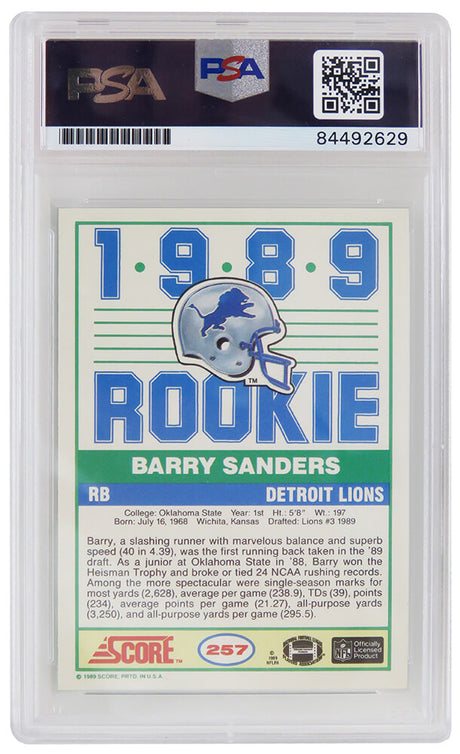 PSA
PSA
84492629
1·9·8·9
TM
ROOKIE
BARRY SANDERS
RB DETROIT LIONS
College: Oklahoma State Year: 1st Ht.: 5'8" Wt.: 197
Born: July 16, 1968 Wichita, Kansas Drafted: Lions #3 1989
Barry, a slashing runner with marvelous balance and superb
speed (40 in 4.39), was the first running back taken in the '89
draft. As a junior at Oklahoma State in '88, Barry won the
Heisman Trophy and broke or tied 24 NCAA rushing records.
Among the more spectacular were single-season marks for
most yards (2,628), average per game (238.9), TDs (39), points
(234), average points per game (21.27), all-purpose yards
(3,250), and all-purpose yards per game (295.5).
SCORE TM 257 © 1989 NFLPA NFL Officially Licensed Product
© 1989 SCORE, PRTD. IN U.S.A.